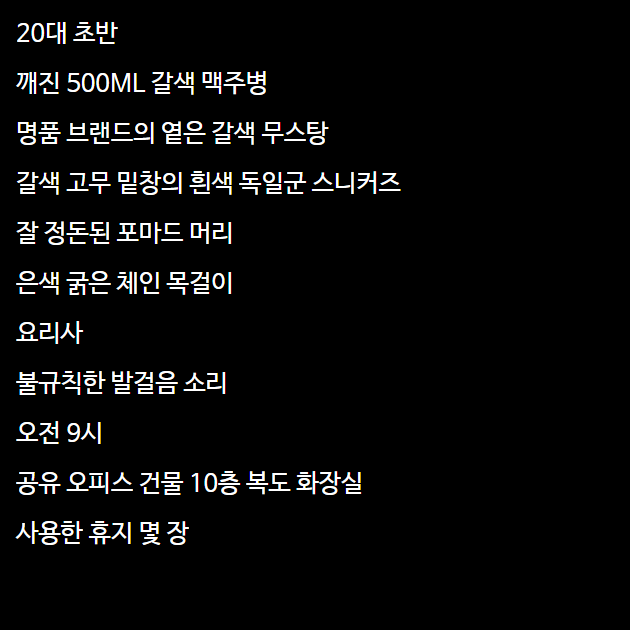 20대 초반
깨진 500ML 갈색 맥주병
명품 브랜드의 옅은 갈색 무스탕
갈색 고무 밑창의 흰색 독일군 스니커즈
잘 정돈된 포마드 머리
은색 굵은 체인 목걸이
요리사
불규칙한 발걸음 소리
오전 9시
공유 오피스 건물 10층 복도 화장실
사용한 휴지 몇 장